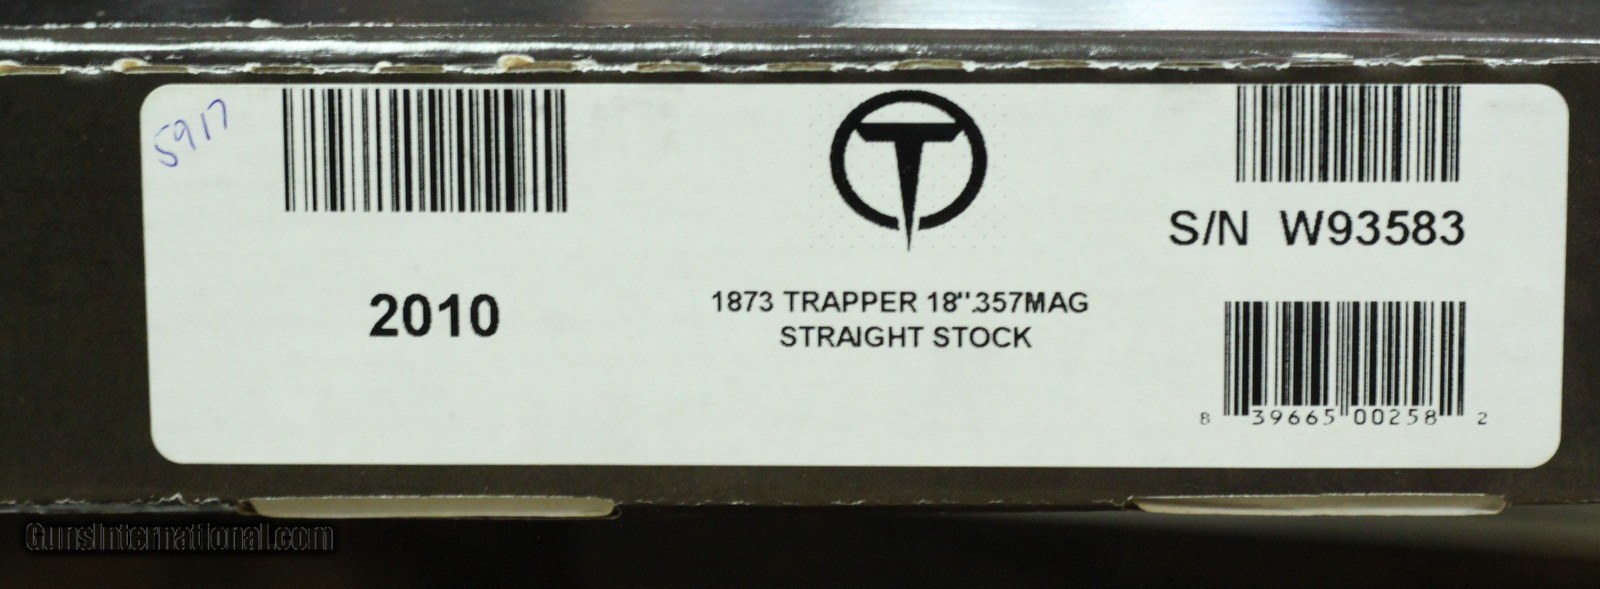 5917
T
S/N W93583
2010
1873 TRAPPER 18".357MAG
STRAIGHT STOCK
8 39665 00258 2
GunsInternational.com